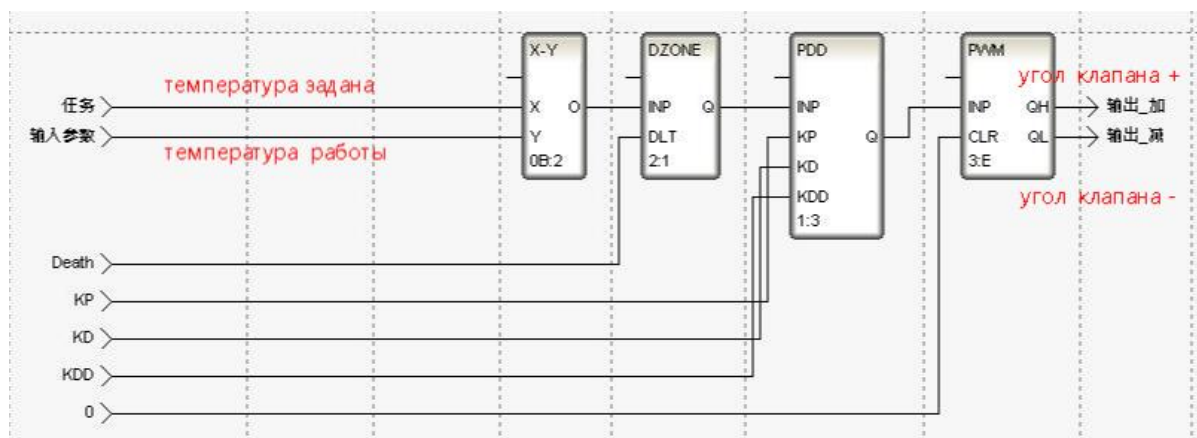 X-Y
DZONE
PDD
PWM
температура задана
угол клапана +
任务
X
O
INP
Q
INP
INP
QH
输出_加
输入参数
Y
DLT
KP
Q
CLR
QL
输出_减
температура работы
0B:2
2:1
KD
3:E
KDD
угол клапана -
1:3
Death
KP
KD
KDD
0